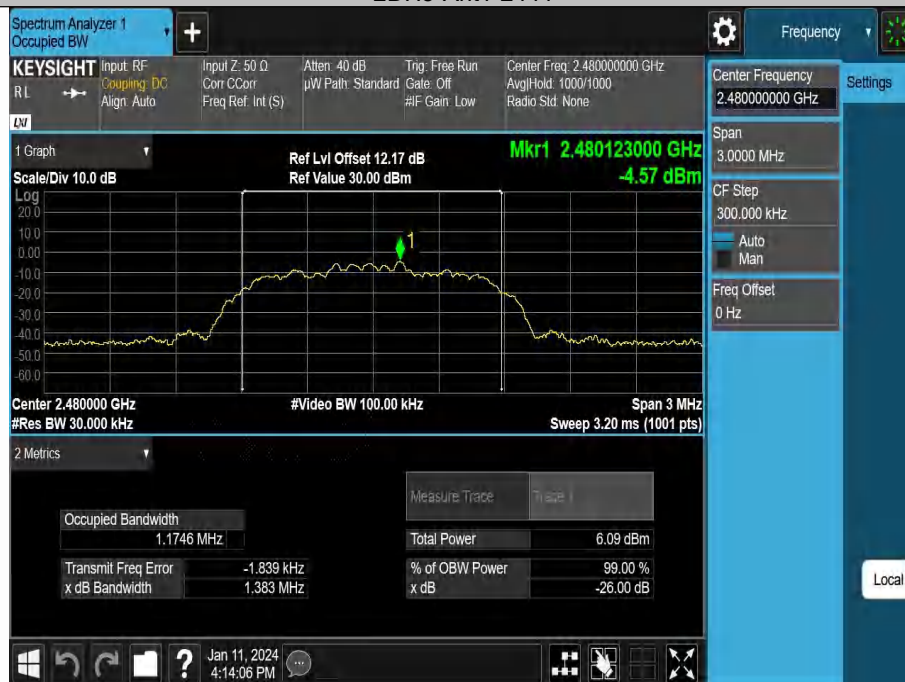 Spectrum Analyzer 1
Occupied BW
Frequency
KEYSIGHT
RL
LXI
Input: RF
Coupling: DC
Align: Auto
Input Z: 50 Ω
Corr CCorr
Freq Ref: Int (S)
Atten: 40 dB
µW Path: Standard
Trig: Free Run
Gate: Off
#IF Gain: Low
Center Freq: 2.480000000 GHz
Avg|Hold: 1000/1000
Radio Std: None
Center Frequency
2.480000000 GHz
Settings
Span
3.0000 MHz
CF Step
300.000 kHz
Auto
Man
Freq Offset
0 Hz
1 Graph
Scale/Div 10.0 dB
Ref Lvl Offset 12.17 dB
Ref Value 30.00 dBm
Mkr1 2.480123000 GHz
-4.57 dBm
Log
20.0
10.0
0.00
-10.0
-20.0
-30.0
-40.0
-50.0
-60.0
1
Center 2.480000 GHz
#Res BW 30.000 kHz
#Video BW 100.00 kHz
Span 3 MHz
Sweep 3.20 ms (1001 pts)
2 Metrics
Measure Trace
Trace 1
Occupied Bandwidth
1.1746 MHz
Total Power
6.09 dBm
Transmit Freq Error
-1.839 kHz
% of OBW Power
99.00 %
x dB Bandwidth
1.383 MHz
x dB
-26.00 dB
Local
?
Jan 11, 2024
4:14:06 PM